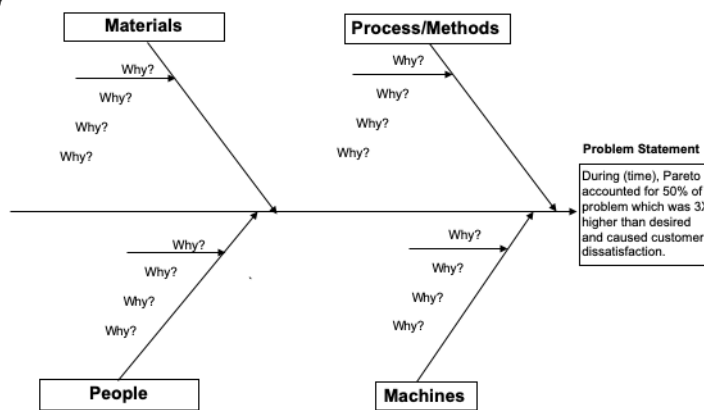 Materials
Process/Methods
Why?
Why?
Why?
Why?
Why?
Why?
Why?
Why?
Problem Statement
During (time), Pareto
accounted for 50% of
problem which was 3X
higher than desired
and caused customer
dissatisfaction.
Why?
Why?
Why?
Why?
Why?
Why?
Why?
Why?
People
Machines